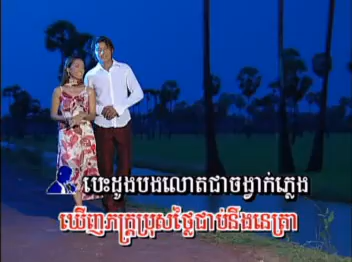 បេះដូងបងលោតជាចង្វាក់ភ្លេង
ឃើញភក្ត្រប្រុសថ្លៃជាប់នឹងនេត្រា